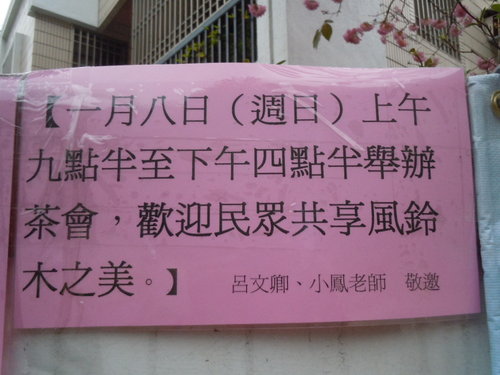 【一月八日（週日）上午
九點半至下午四點半舉辦
茶會，歡迎民眾共享風鈴
木之美。】 呂文卿、小鳳老師 敬邀